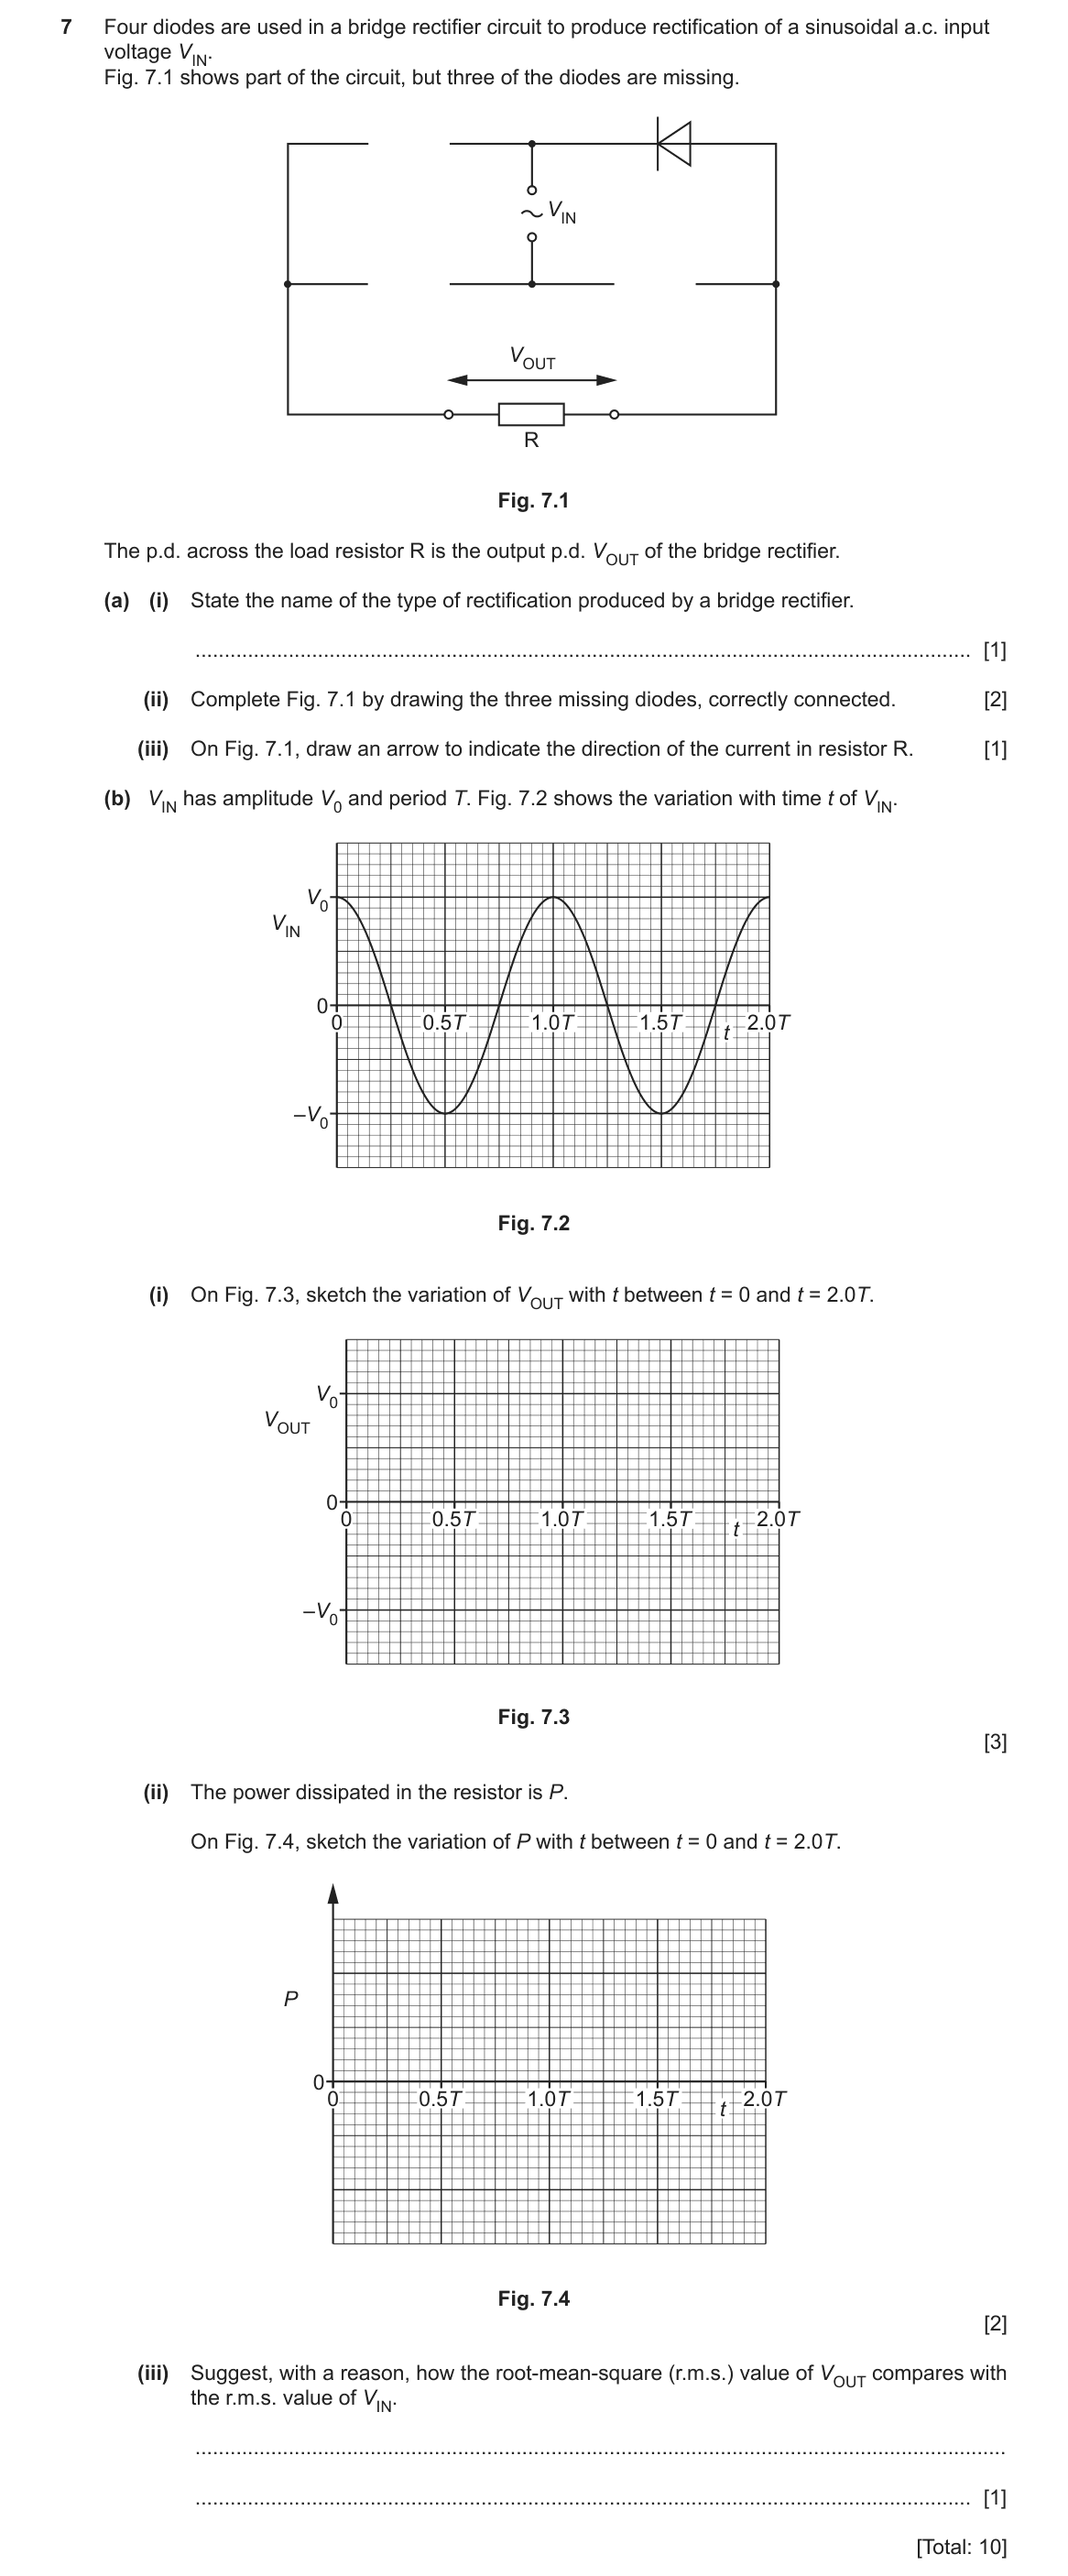 7 Four diodes are used in a bridge rectifier circuit to produce rectification of a sinusoidal a.c. input
voltage V_IN.
Fig. 7.1 shows part of the circuit, but three of the diodes are missing.
~ V_IN
V_OUT
R
Fig. 7.1
The p.d. across the load resistor R is the output p.d. V_OUT of the bridge rectifier.
(a) (i) State the name of the type of rectification produced by a bridge rectifier.
[1]
(ii) Complete Fig. 7.1 by drawing the three missing diodes, correctly connected. [2]
(iii) On Fig. 7.1, draw an arrow to indicate the direction of the current in resistor R. [1]
(b) V_IN has amplitude V_0 and period T. Fig. 7.2 shows the variation with time t of V_IN.
V_0
V_IN
0
0 0.5T 1.0T 1.5T t 2.0T
–V_0
Fig. 7.2
(i) On Fig. 7.3, sketch the variation of V_OUT with t between t = 0 and t = 2.0T.
V_0
V_OUT
0
0 0.5T 1.0T 1.5T t 2.0T
–V_0
Fig. 7.3
[3]
(ii) The power dissipated in the resistor is P.
On Fig. 7.4, sketch the variation of P with t between t = 0 and t = 2.0T.
P
0
0 0.5T 1.0T 1.5T t 2.0T
Fig. 7.4
[2]
(iii) Suggest, with a reason, how the root-mean-square (r.m.s.) value of V_OUT compares with
the r.m.s. value of V_IN.
[1]
[Total: 10]